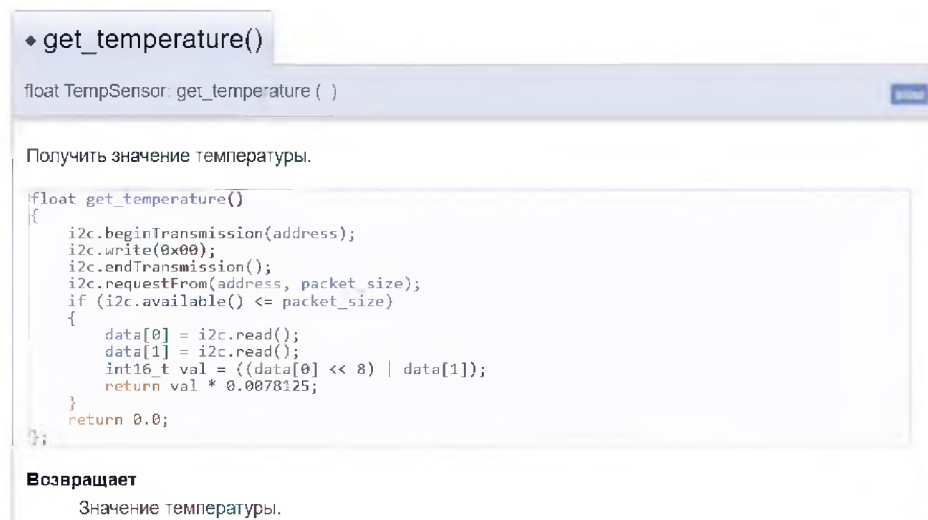 ◆ get_temperature()
float TempSensor: get_temperature ( )
Получить значение температуры.
float get_temperature()
{
i2c.beginTransmission(address);
i2c.write(0x00);
i2c.endTransmission();
i2c.requestFrom(address, packet_size);
if (i2c.available() <= packet_size)
{
data[0] = i2c.read();
data[1] = i2c.read();
int16_t val = ((data[0] << 8) | data[1]);
return val * 0.0078125;
}
return 0.0;
};
Возвращает
Значение температуры.